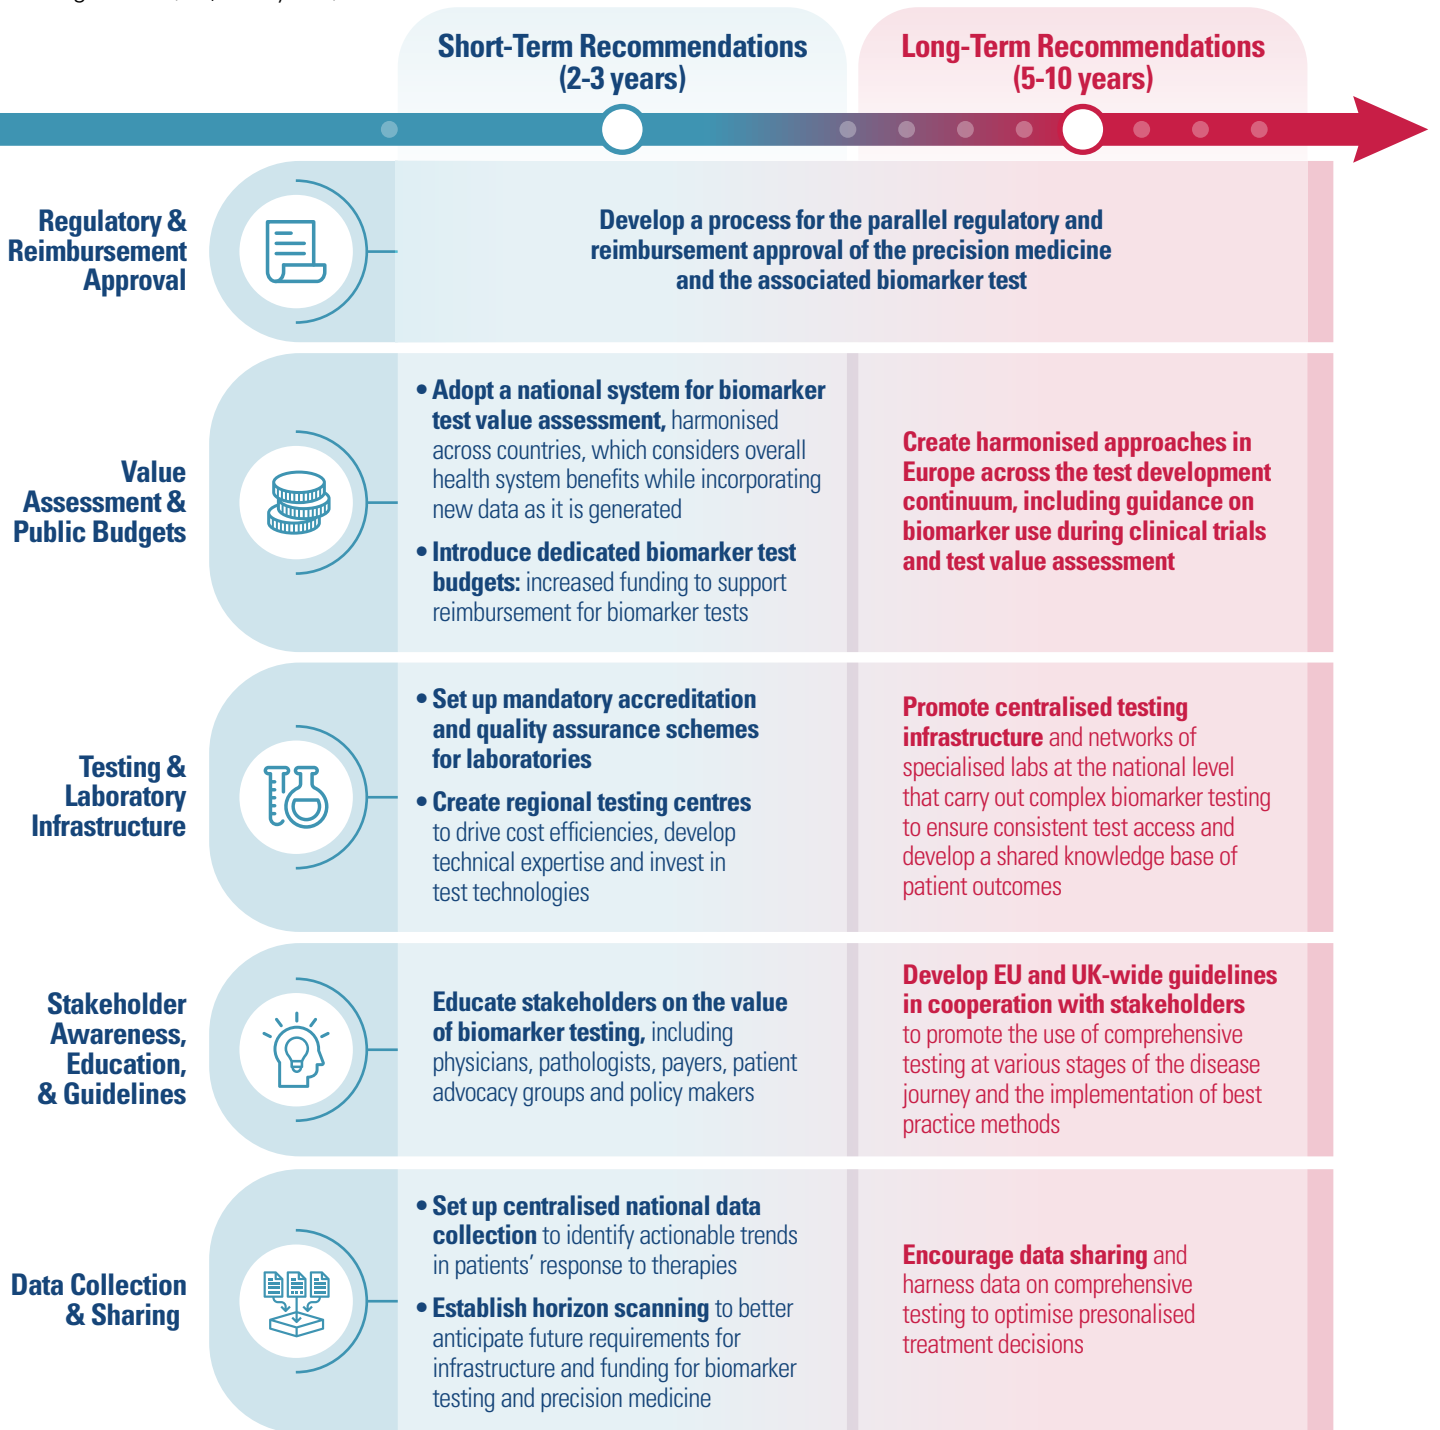 Short-Term Recommendations
(2-3 years)
Long-Term Recommendations
(5-10 years)
Regulatory &
Reimbursement
Approval
Develop a process for the parallel regulatory and
reimbursement approval of the precision medicine
and the associated biomarker test
Value
Assessment &
Public Budgets
• Adopt a national system for biomarker
test value assessment, harmonised
across countries, which considers overall
health system benefits while incorporating
new data as it is generated
• Introduce dedicated biomarker test
budgets: increased funding to support
reimbursement for biomarker tests
Create harmonised approaches in
Europe across the test development
continuum, including guidance on
biomarker use during clinical trials
and test value assessment
Testing &
Laboratory
Infrastructure
• Set up mandatory accreditation
and quality assurance schemes
for laboratories
• Create regional testing centres
to drive cost efficiencies, develop
technical expertise and invest in
test technologies
Promote centralised testing
infrastructure and networks of
specialised labs at the national level
that carry out complex biomarker testing
to ensure consistent test access and
develop a shared knowledge base of
patient outcomes
Stakeholder
Awareness,
Education,
& Guidelines
Educate stakeholders on the value
of biomarker testing, including
physicians, pathologists, payers, patient
advocacy groups and policy makers
Develop EU and UK-wide guidelines
in cooperation with stakeholders
to promote the use of comprehensive
testing at various stages of the disease
journey and the implementation of best
practice methods
Data Collection
& Sharing
• Set up centralised national data
collection to identify actionable trends
in patients' response to therapies
• Establish horizon scanning to better
anticipate future requirements for
infrastructure and funding for biomarker
testing and precision medicine
Encourage data sharing and
harness data on comprehensive
testing to optimise presonalised
treatment decisions